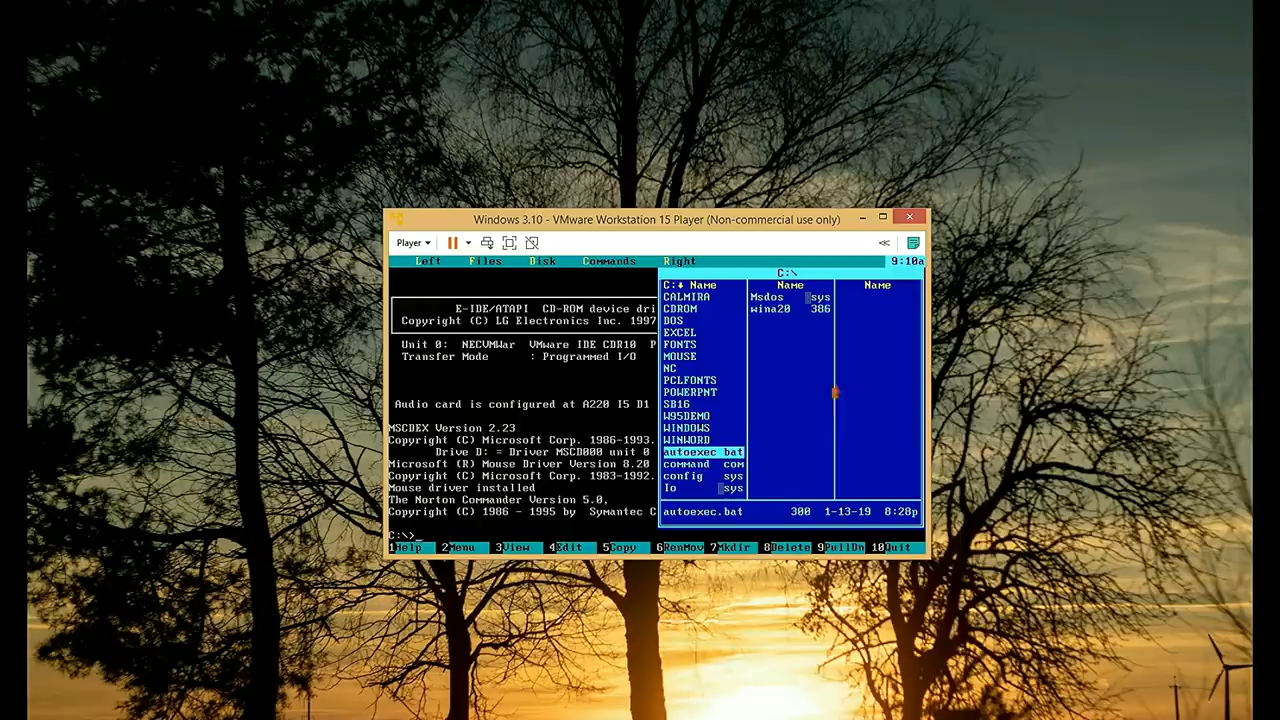 Windows 3.10 - VMware Workstation 15 Player (Non-commercial use only)
Player
Left Files Disk Commands Right 9:10a
C:\
C:↓ Name Name Name
CALMIRA Msdos sys
CDROM wina20 386
DOS
EXCEL
FONTS
MOUSE
NC
PCLFONTS
POWERPNT
SB16
W95DEMO
WINDOWS
WINWORD
autoexec bat
command com
config sys
Io sys
autoexec.bat 300 1-13-19 8:28p
E-IDE/ATAPI CD-ROM device dri
Copyright (C) LG Electronics Inc. 1997
Unit 0: NECVMWar VMware IDE CDR10 P
Transfer Mode : Programmed I/O
Audio card is configured at A220 I5 D1
MSCDEX Version 2.23
Copyright (C) Microsoft Corp. 1986-1993.
Drive D: = Driver MSCD000 unit 0
Microsoft (R) Mouse Driver Version 8.20
Copyright (C) Microsoft Corp. 1983-1992.
Mouse driver installed
The Norton Commander Version 5.0,
Copyright (C) 1986 - 1995 by Symantec C
C:\>_
1Help 2Menu 3View 4Edit 5Copy 6RenMov 7Mkdir 8Delete 9PullDn 10Quit